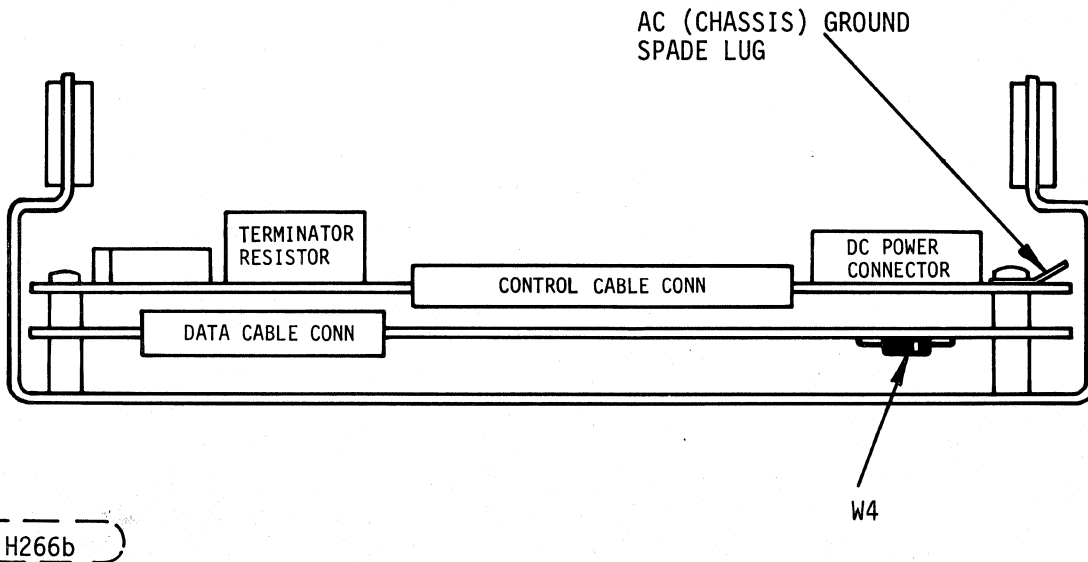 AC (CHASSIS) GROUND
SPADE LUG
TERMINATOR
RESISTOR
DC POWER
CONNECTOR
CONTROL CABLE CONN
DATA CABLE CONN
W4
H266b